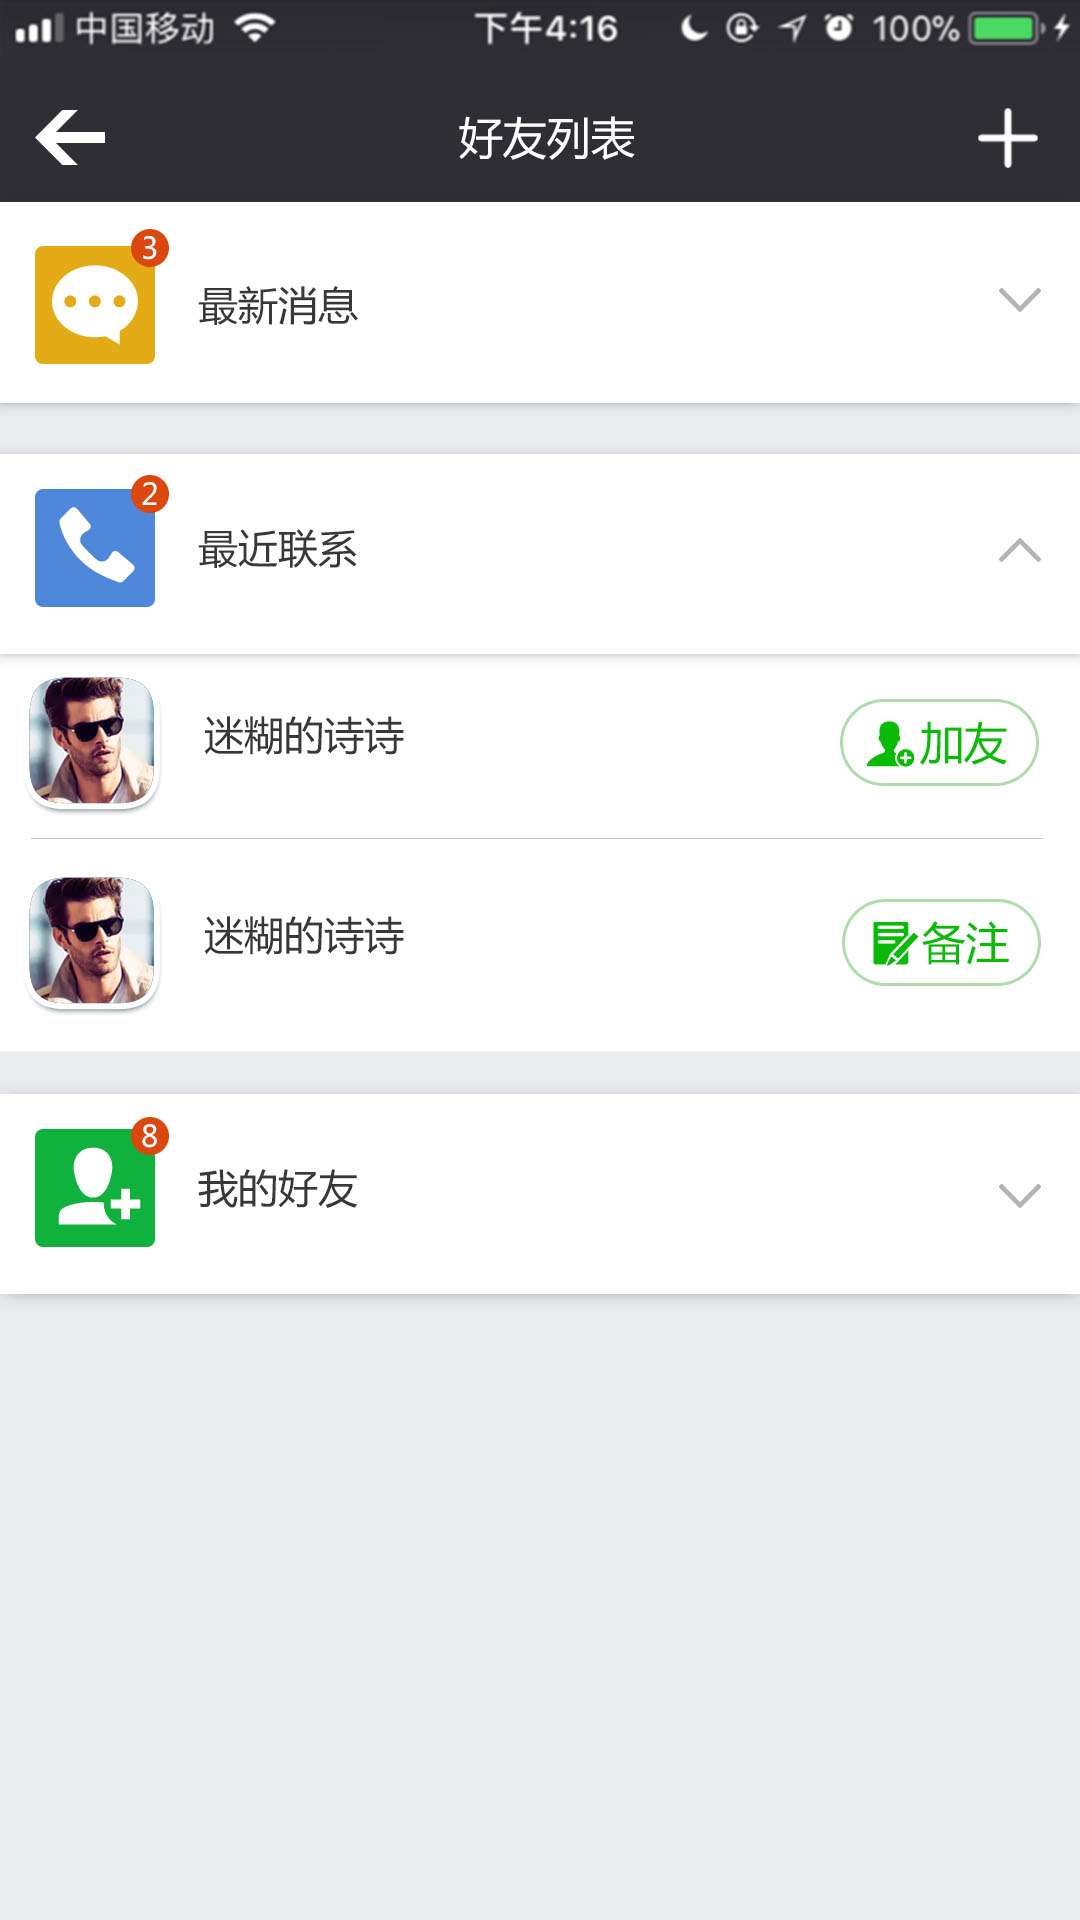 中国移动 下午4:16 100%
好友列表
3
最新消息
2
最近联系
迷糊的诗诗 加友
迷糊的诗诗 备注
8
我的好友